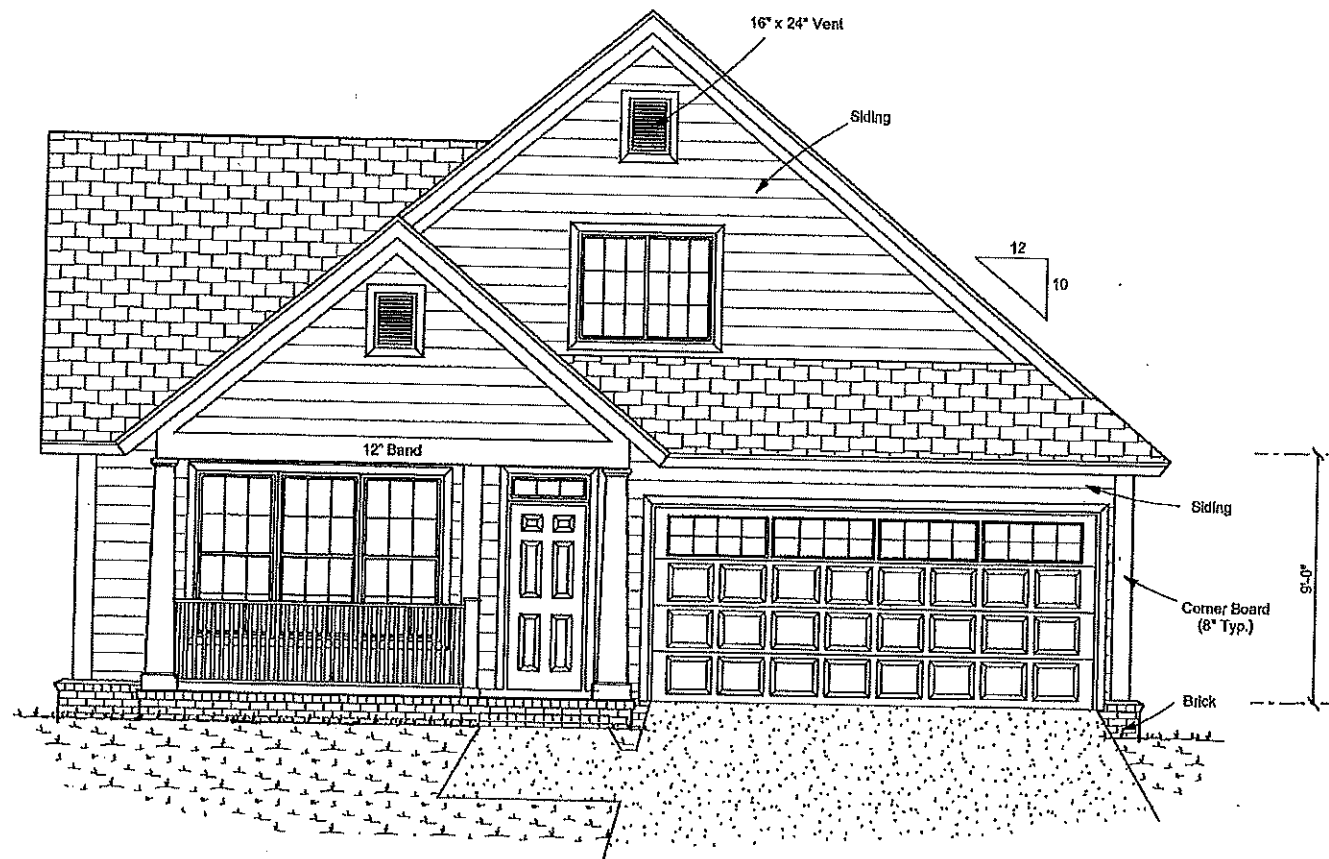 16" x 24" Vent
Siding
12
10
12" Band
Siding
9'-0"
Corner Board
(8" Typ.)
Brick